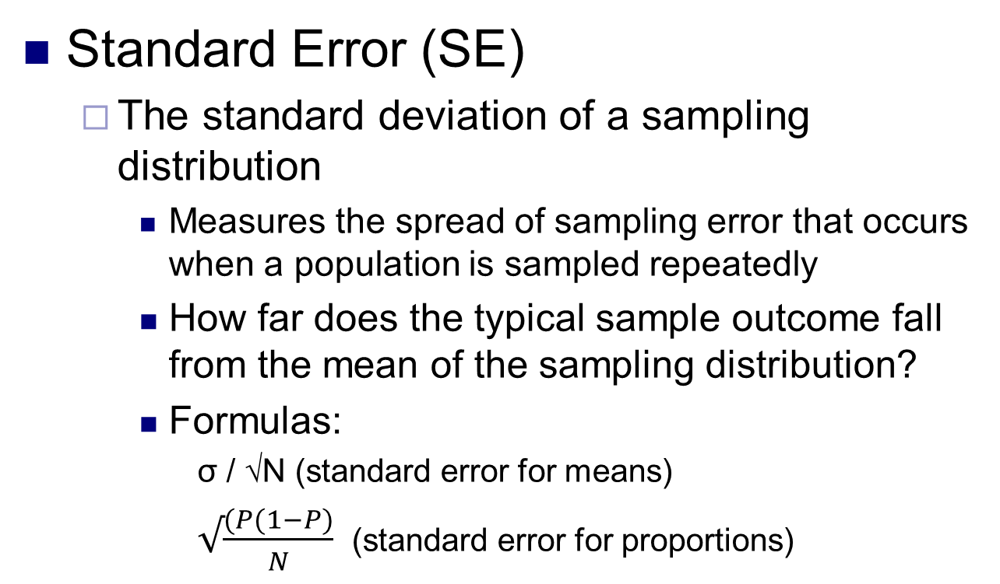 Standard Error (SE)
The standard deviation of a sampling
distribution
Measures the spread of sampling error that occurs
when a population is sampled repeatedly
How far does the typical sample outcome fall
from the mean of the sampling distribution?
Formulas:
σ / √N (standard error for means)
√(P(1−P)/N (standard error for proportions)